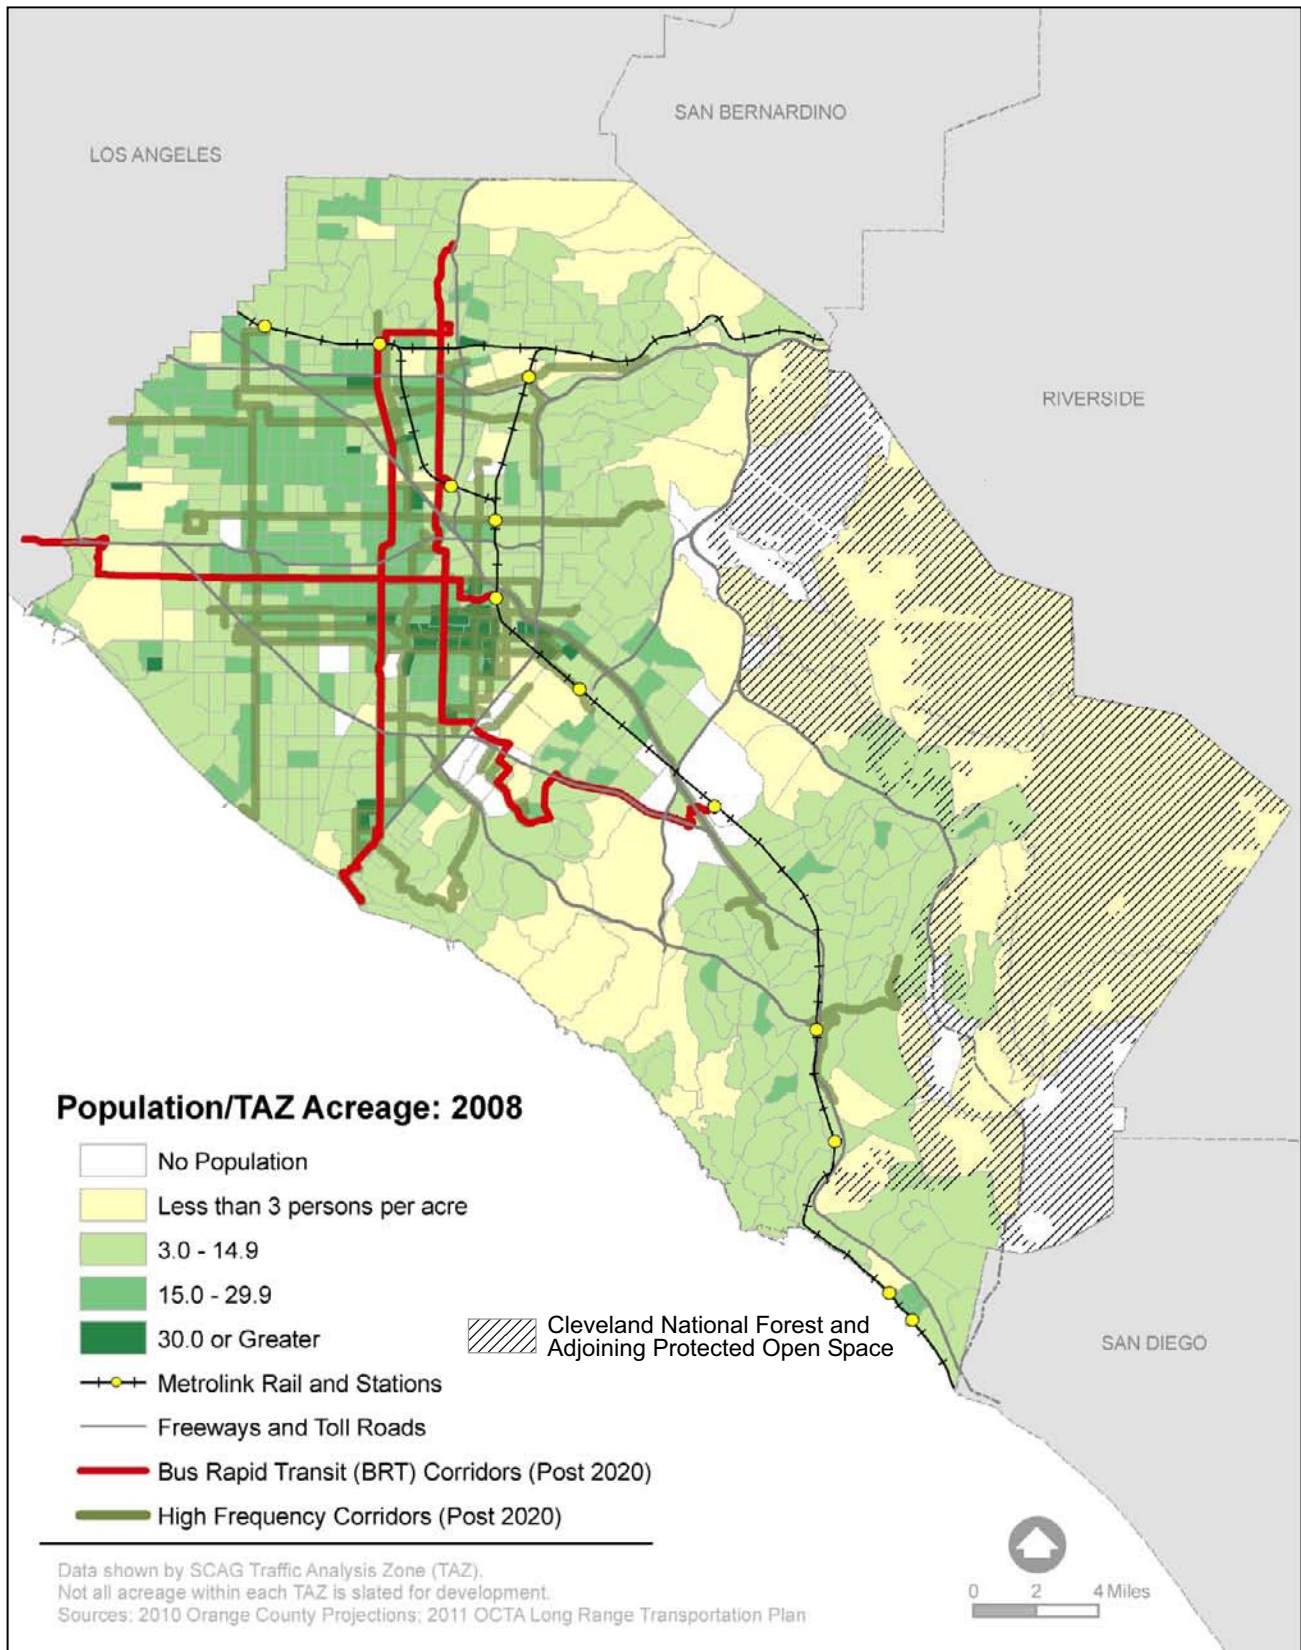 SAN BERNARDINO
LOS ANGELES
RIVERSIDE
Population/TAZ Acreage: 2008
No Population
Less than 3 persons per acre
3.0 - 14.9
15.0 - 29.9
30.0 or Greater
Cleveland National Forest and
Adjoining Protected Open Space
SAN DIEGO
Metrolink Rail and Stations
Freeways and Toll Roads
Bus Rapid Transit (BRT) Corridors (Post 2020)
High Frequency Corridors (Post 2020)
Data shown by SCAG Traffic Analysis Zone (TAZ).
Not all acreage within each TAZ is slated for development.
Sources: 2010 Orange County Projections; 2011 OCTA Long Range Transportation Plan
0 2 4 Miles